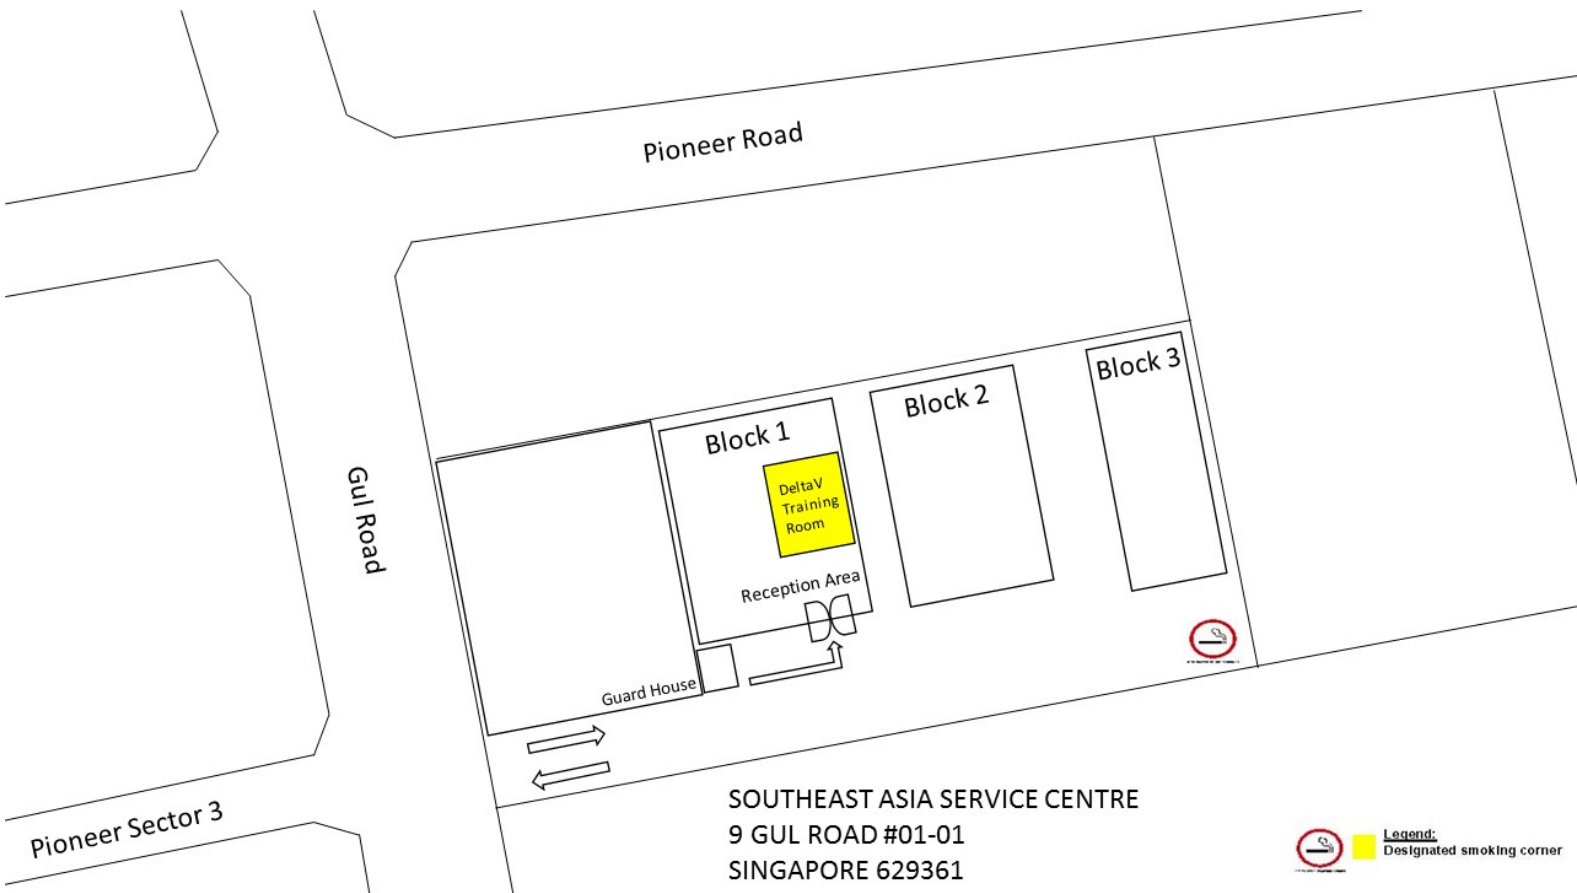 Pioneer Road
Block 3
Block 2
Block 1
DeltaV
Training
Room
Gul Road
Reception Area
Guard House
Pioneer Sector 3
SOUTHEAST ASIA SERVICE CENTRE
9 GUL ROAD #01-01
SINGAPORE 629361
Legend:
Designated smoking corner